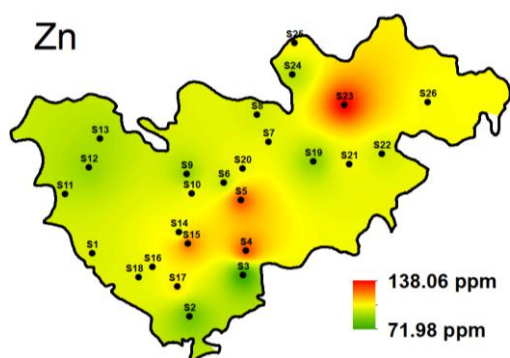 Zn
S25
S24
S23
S26
S8
S13
S7
S22
S12
S19
S21
S20
S9
S6
S11
S10
S5
S14
S15
S4
S1
S16
S3
S18
S17
138.06 ppm
S2
71.98 ppm